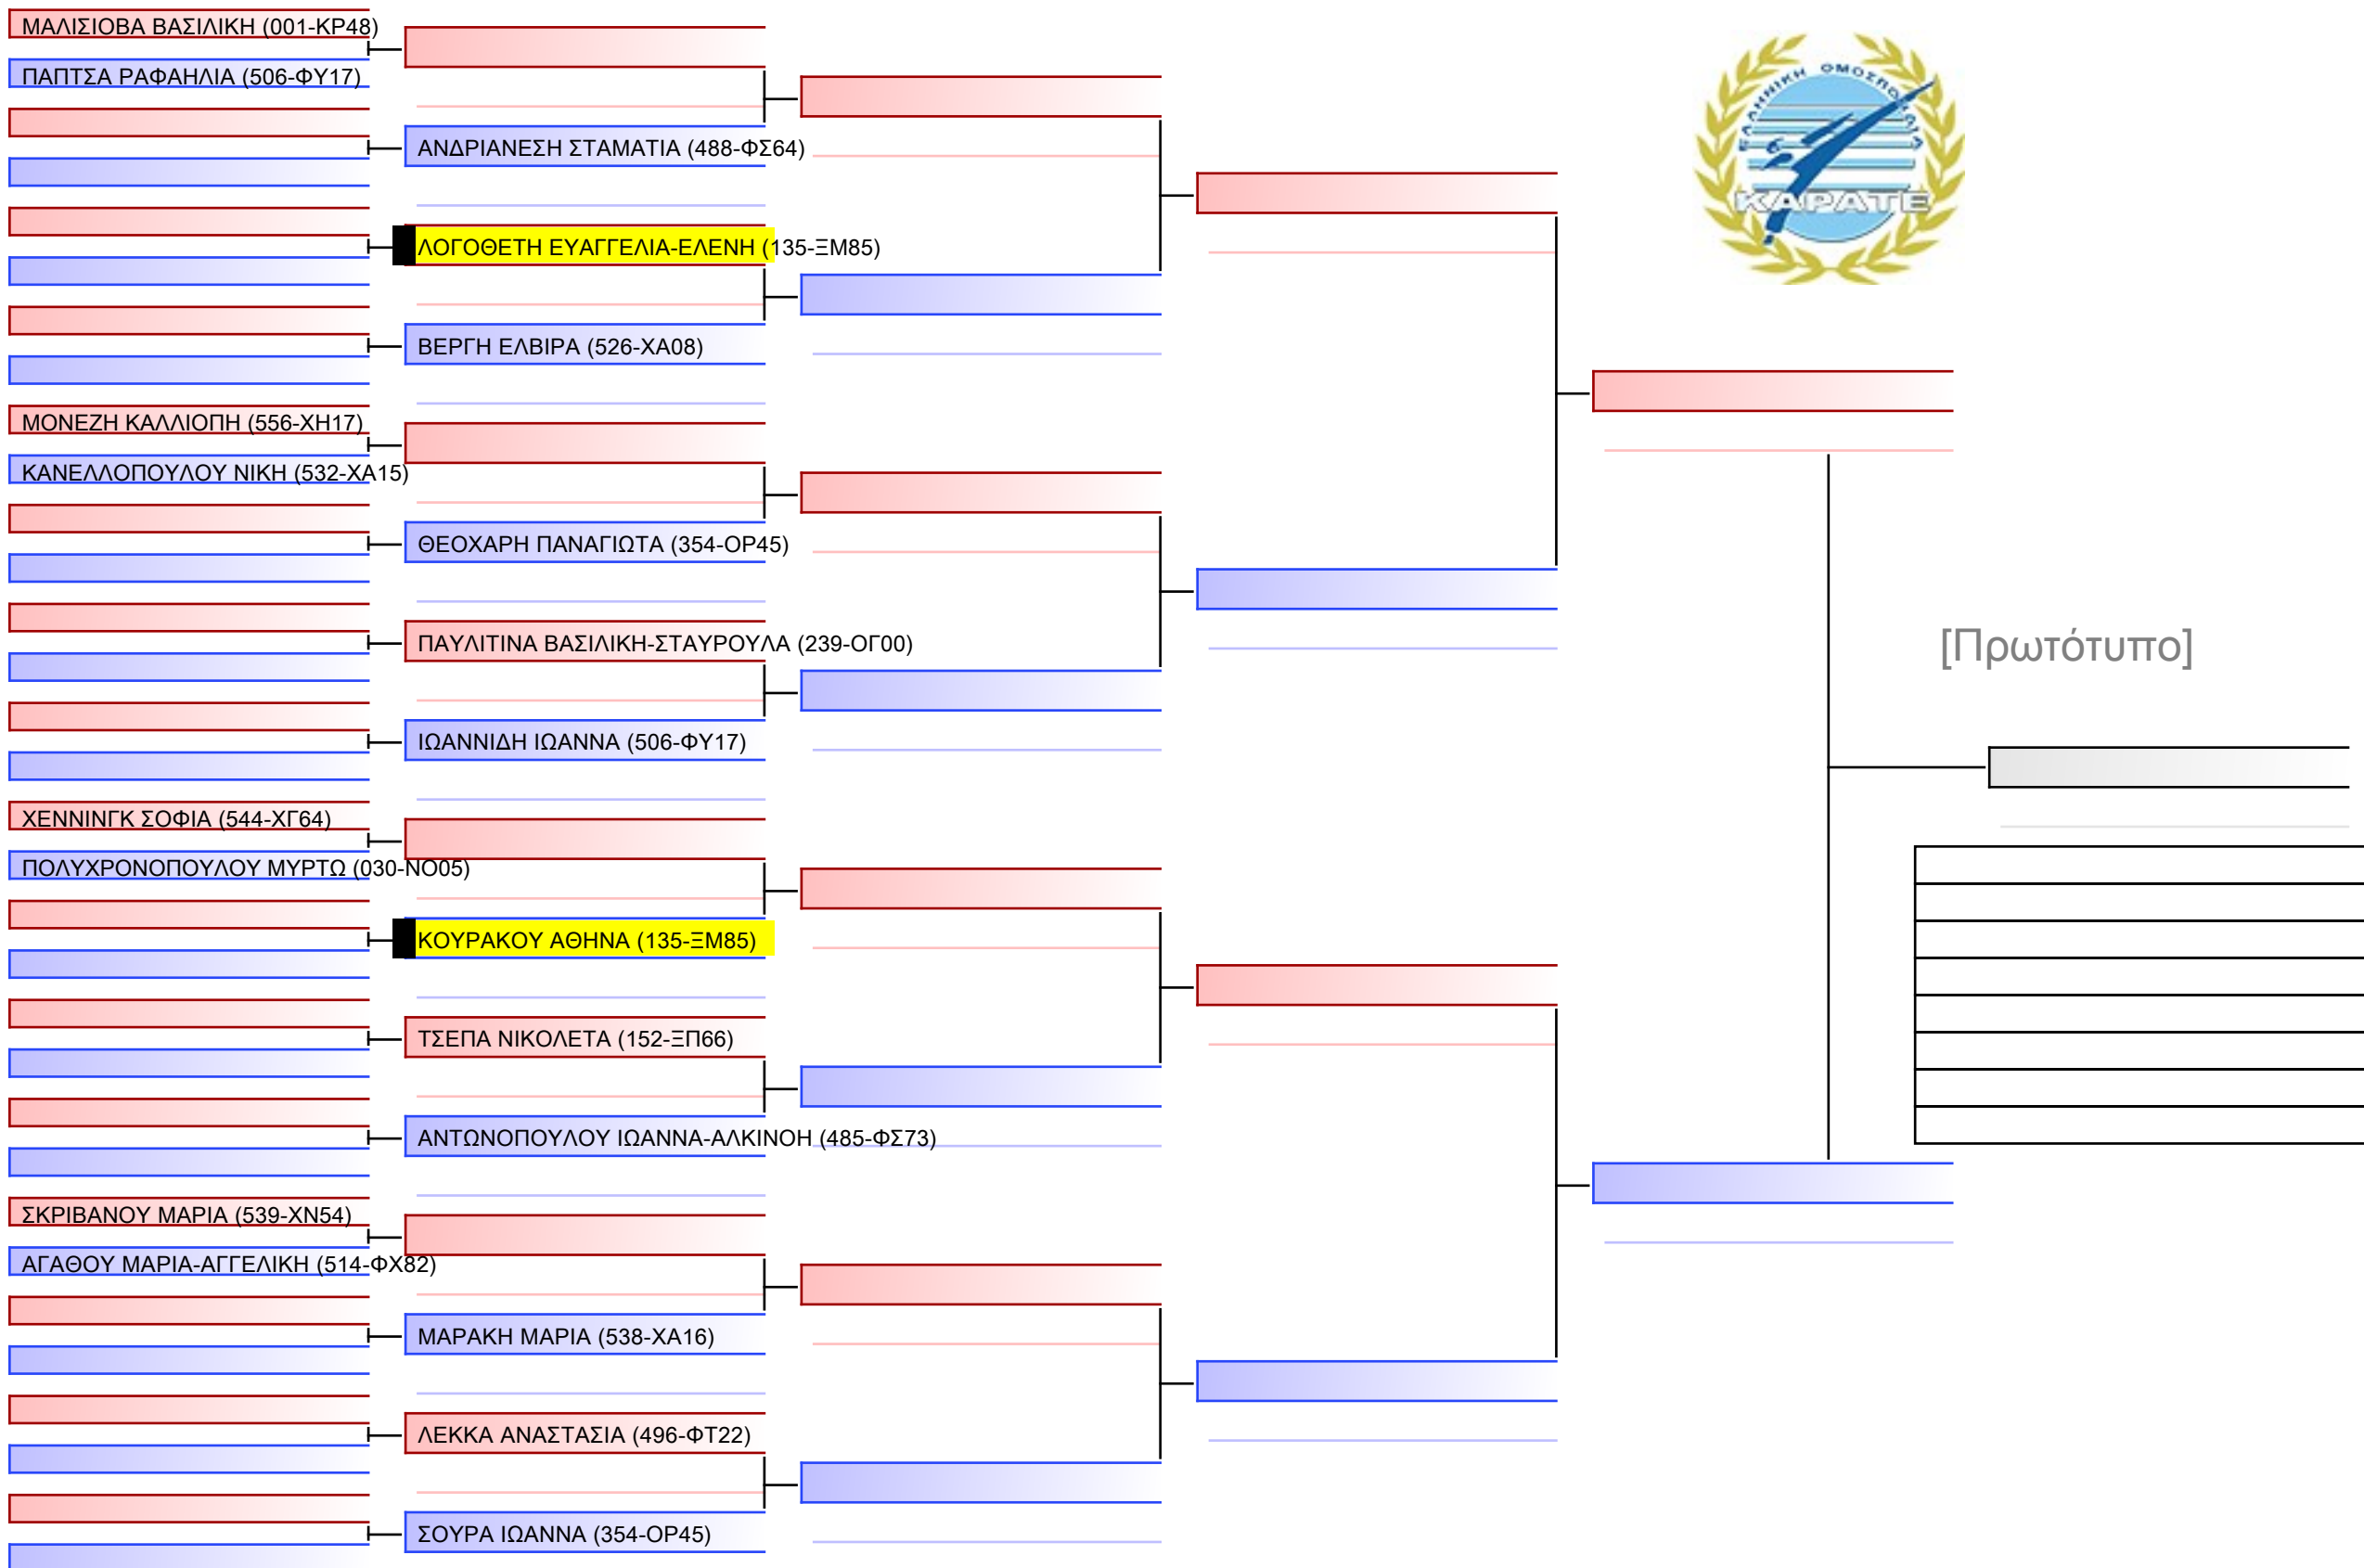 ΜΑΛΙΣΙΟΒΑ ΒΑΣΙΛΙΚΗ (001-ΚΡ48)
ΠΑΠΤΣΑ ΡΑΦΑΗΛΙΑ (506-ΦΥ17)
ΑΝΔΡΙΑΝΕΣΗ ΣΤΑΜΑΤΙΑ (488-ΦΣ64)
ΛΟΓΟΘΕΤΗ ΕΥΑΓΓΕΛΙΑ-ΕΛΕΝΗ (135-ΞΜ85)
ΒΕΡΓΗ ΕΛΒΙΡΑ (526-ΧΑ08)
ΜΟΝΕΖΗ ΚΑΛΛΙΟΠΗ (556-ΧΗ17)
ΚΑΝΕΛΛΟΠΟΥΛΟΥ ΝΙΚΗ (532-ΧΑ15)
ΘΕΟΧΑΡΗ ΠΑΝΑΓΙΩΤΑ (354-ΟΡ45)
ΠΑΥΛΙΤΙΝΑ ΒΑΣΙΛΙΚΗ-ΣΤΑΥΡΟΥΛΑ (239-ΟΓ00)
ΙΩΑΝΝΙΔΗ ΙΩΑΝΝΑ (506-ΦΥ17)
ΧΕΝΝΙΝΓΚ ΣΟΦΙΑ (544-ΧΓ64)
ΠΟΛΥΧΡΟΝΟΠΟΥΛΟΥ ΜΥΡΤΩ (030-ΝΟ05)
ΚΟΥΡΑΚΟΥ ΑΘΗΝΑ (135-ΞΜ85)
ΤΣΕΠΑ ΝΙΚΟΛΕΤΑ (152-ΞΠ66)
ΑΝΤΩΝΟΠΟΥΛΟΥ ΙΩΑΝΝΑ-ΑΛΚΙΝΟΗ (485-ΦΣ73)
ΣΚΡΙΒΑΝΟΥ ΜΑΡΙΑ (539-ΧΝ54)
ΑΓΑΘΟΥ ΜΑΡΙΑ-ΑΓΓΕΛΙΚΗ (514-ΦΧ82)
ΜΑΡΑΚΗ ΜΑΡΙΑ (538-ΧΑ16)
ΛΕΚΚΑ ΑΝΑΣΤΑΣΙΑ (496-ΦΤ22)
ΣΟΥΡΑ ΙΩΑΝΝΑ (354-ΟΡ45)
ΕΛΛΗΝΙΚΗ ΟΜΟΣΠΟΝΔΙΑ
ΚΑΡΑΤΕ
[Πρωτότυπο]